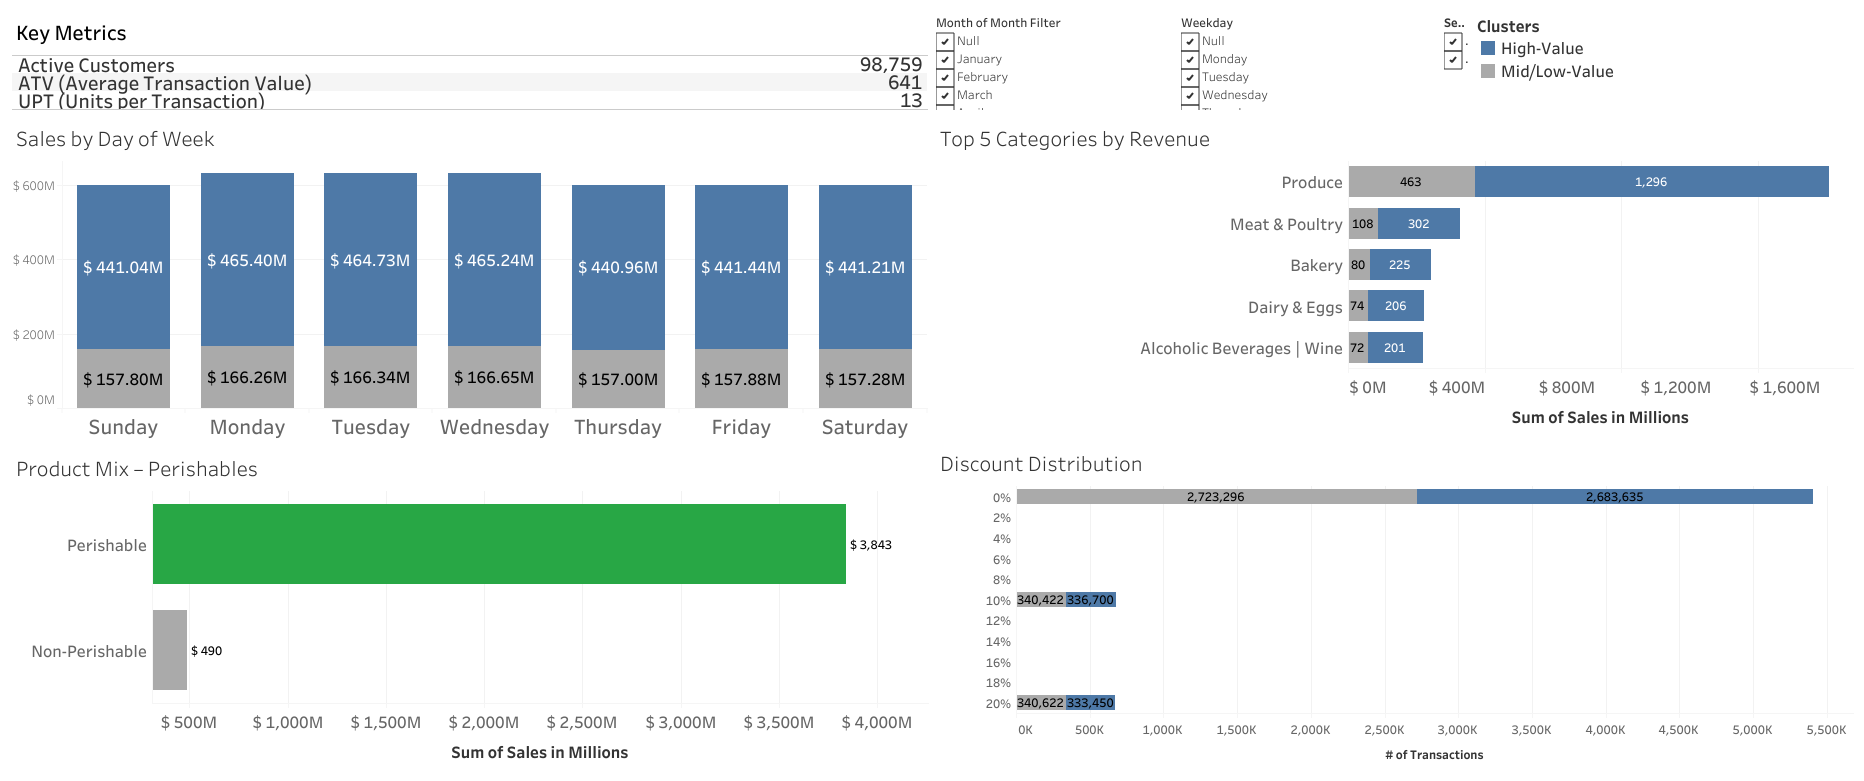 Key Metrics
Active Customers 98,759
ATV (Average Transaction Value) 641
UPT (Units per Transaction) 13
Month of Month Filter
Null
January
February
March
Weekday
Null
Monday
Tuesday
Wednesday
Se..
.
.
Clusters
High-Value
Mid/Low-Value
Sales by Day of Week
$ 600M
$ 400M
$ 200M
$ 0M
$ 441.04M $ 465.40M $ 464.73M $ 465.24M $ 440.96M $ 441.44M $ 441.21M
$ 157.80M $ 166.26M $ 166.34M $ 166.65M $ 157.00M $ 157.88M $ 157.28M
Sunday Monday Tuesday Wednesday Thursday Friday Saturday
Top 5 Categories by Revenue
Produce 463 1,296
Meat & Poultry 108 302
Bakery 80 225
Dairy & Eggs 74 206
Alcoholic Beverages | Wine 72 201
$ 0M $ 400M $ 800M $ 1,200M $ 1,600M
Sum of Sales in Millions
Product Mix – Perishables
Perishable $ 3,843
Non-Perishable $ 490
$ 500M $ 1,000M $ 1,500M $ 2,000M $ 2,500M $ 3,000M $ 3,500M $ 4,000M
Sum of Sales in Millions
Discount Distribution
0% 2,723,296 2,683,635
2%
4%
6%
8%
10% 340,422 336,700
12%
14%
16%
18%
20% 340,622 333,450
0K 500K 1,000K 1,500K 2,000K 2,500K 3,000K 3,500K 4,000K 4,500K 5,000K 5,500K
# of Transactions